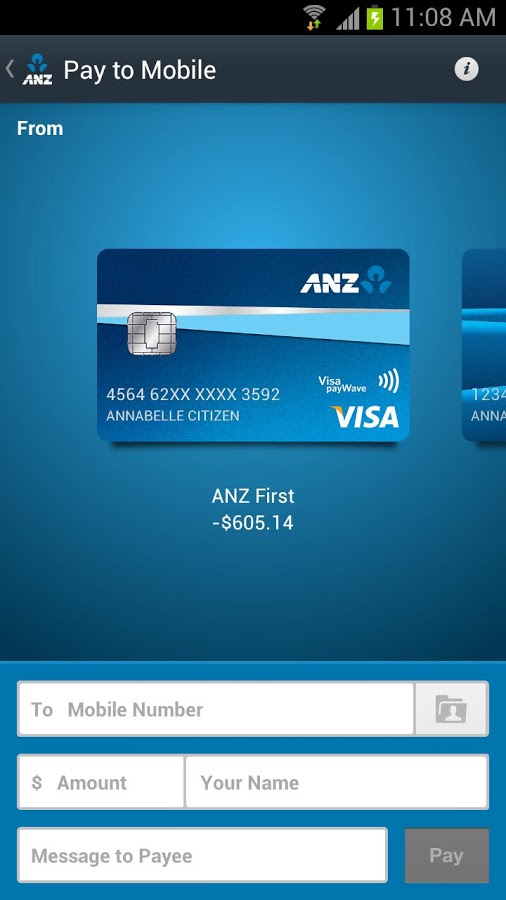 11:08 AM
ANZ Pay to Mobile i
From
ANZ
Visa
payWave
4564 62XX XXXX 3592
ANNABELLE CITIZEN
VISA
1234
ANNA
ANZ First
-$605.14
To Mobile Number
$ Amount
Your Name
Message to Payee
Pay